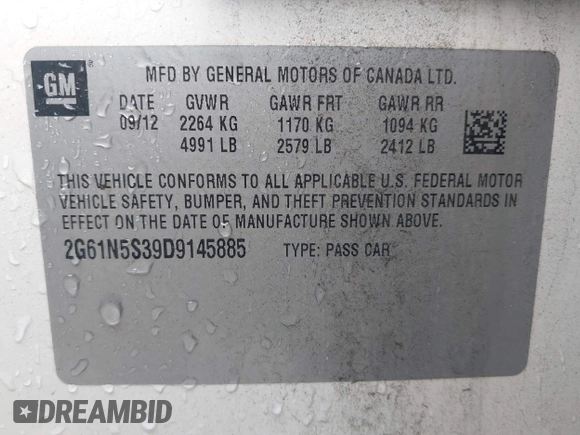 GM ®
MFD BY GENERAL MOTORS OF CANADA LTD.
DATE GVWR GAWR FRT GAWR RR
09/12 2264 KG 1170 KG 1094 KG
4991 LB 2579 LB 2412 LB
THIS VEHICLE CONFORMS TO ALL APPLICABLE U.S. FEDERAL MOTOR
VEHICLE SAFETY, BUMPER, AND THEFT PREVENTION STANDARDS IN
EFFECT ON THE DATE OF MANUFACTURE SHOWN ABOVE.
2G61N5S39D9145885 TYPE: PASS CAR
DREAMBID